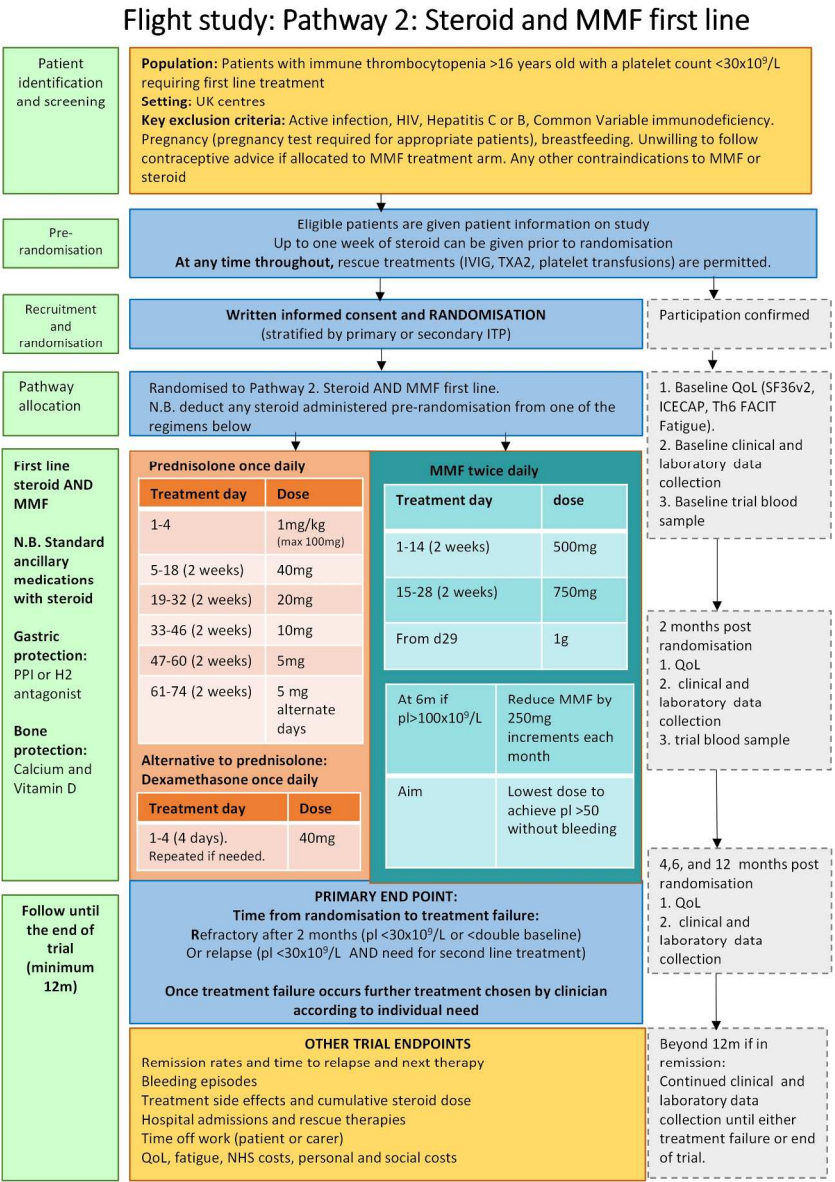 Flight study: Pathway 2: Steroid and MMF first line
Patient
identification
and screening
Population: Patients with immune thrombocytopenia >16 years old with a platelet count <30x10⁹/L
requiring first line treatment
Setting: UK centres
Key exclusion criteria: Active infection, HIV, Hepatitis C or B, Common Variable immunodeficiency.
Pregnancy (pregnancy test required for appropriate patients), breastfeeding. Unwilling to follow
contraceptive advice if allocated to MMF treatment arm. Any other contraindications to MMF or
steroid
Pre-
randomisation
Eligible patients are given patient information on study
Up to one week of steroid can be given prior to randomisation
At any time throughout, rescue treatments (IVIG, TXA2, platelet transfusions) are permitted.
Recruitment
and
randomisation
Written informed consent and RANDOMISATION
(stratified by primary or secondary ITP)
Participation confirmed
Pathway
allocation
Randomised to Pathway 2. Steroid AND MMF first line.
N.B. deduct any steroid administered pre-randomisation from one of the
regimens below
1. Baseline QoL (SF36v2,
ICECAP, Th6 FACIT
Fatigue).
2. Baseline clinical and
laboratory data
collection
3. Baseline trial blood
sample
First line
steroid AND
MMF
N.B. Standard
ancillary
medications
with steroid
Gastric
protection:
PPI or H2
antagonist
Bone
protection:
Calcium and
Vitamin D
Prednisolone once daily
Treatment day Dose
1-4 1mg/kg
(max 100mg)
5-18 (2 weeks) 40mg
19-32 (2 weeks) 20mg
33-46 (2 weeks) 10mg
47-60 (2 weeks) 5mg
61-74 (2 weeks) 5 mg
alternate
days
Alternative to prednisolone:
Dexamethasone once daily
Treatment day Dose
1-4 (4 days). 40mg
Repeated if needed.
MMF twice daily
Treatment day dose
1-14 (2 weeks) 500mg
15-28 (2 weeks) 750mg
From d29 1g
At 6m if Reduce MMF by
pl>100x10⁹/L 250mg
increments each
month
Aim Lowest dose to
achieve pl >50
without bleeding
2 months post
randomisation
1. QoL
2. clinical and
laboratory data
collection
3. trial blood sample
4,6, and 12 months post
randomisation
1. QoL
2. clinical and
laboratory data
collection
Follow until
the end of
trial
(minimum
12m)
PRIMARY END POINT:
Time from randomisation to treatment failure:
Refractory after 2 months (pl <30x10⁹/L or <double baseline)
Or relapse (pl <30x10⁹/L AND need for second line treatment)
Once treatment failure occurs further treatment chosen by clinician
according to individual need
OTHER TRIAL ENDPOINTS
Remission rates and time to relapse and next therapy
Bleeding episodes
Treatment side effects and cumulative steroid dose
Hospital admissions and rescue therapies
Time off work (patient or carer)
QoL, fatigue, NHS costs, personal and social costs
Beyond 12m if in
remission:
Continued clinical and
laboratory data
collection until either
treatment failure or end
of trial.